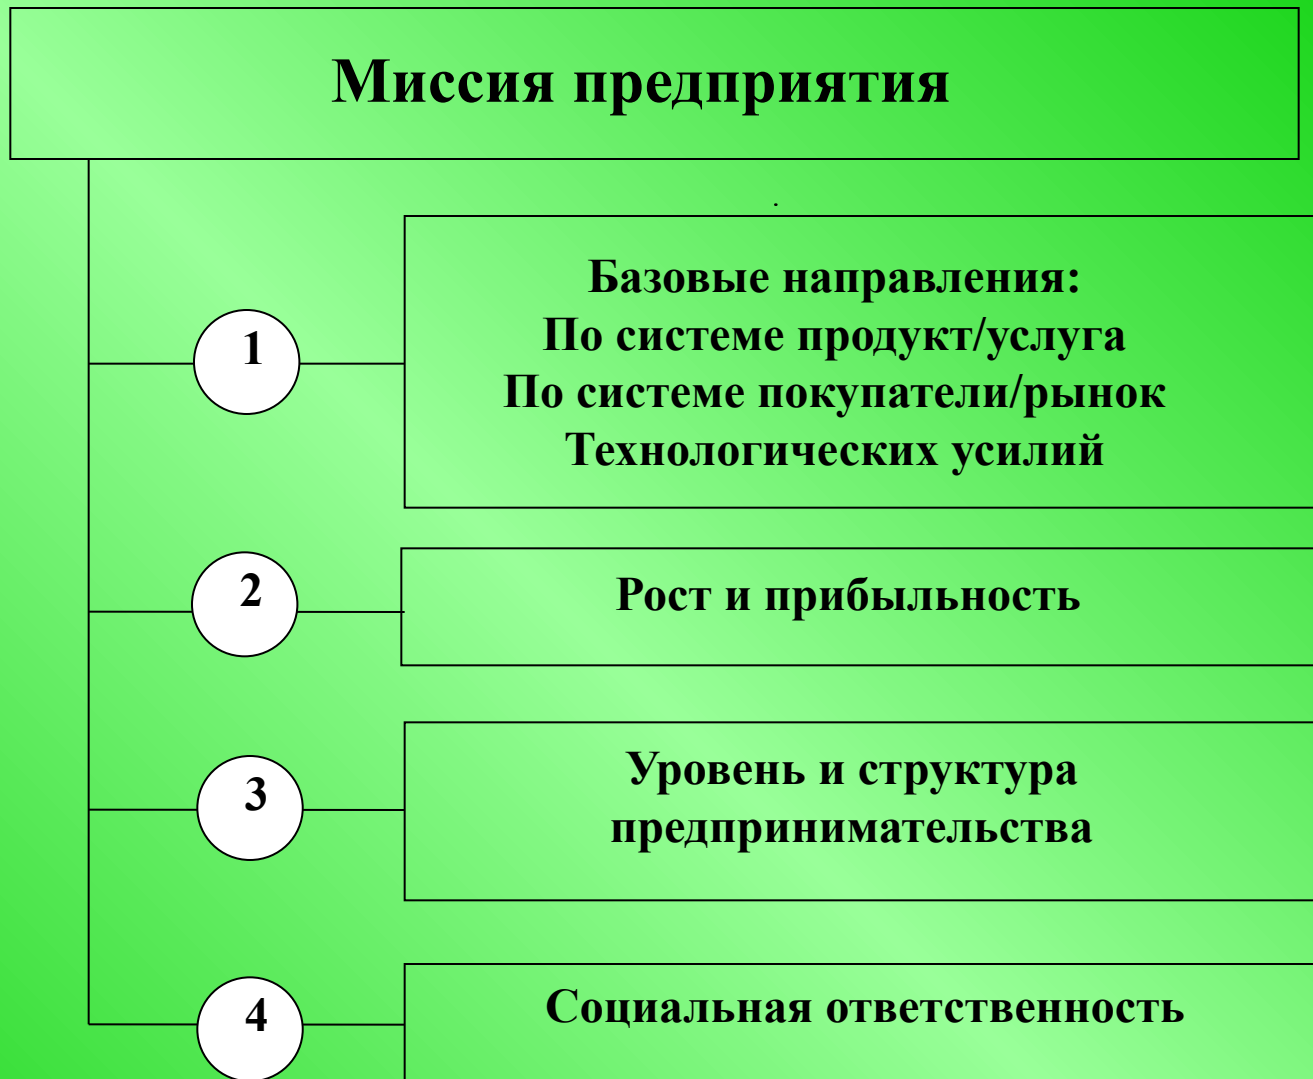 Миссия предприятия
.
1
Базовые направления:
По системе продукт/услуга
По системе покупатели/рынок
Технологических усилий
2
Рост и прибыльность
3
Уровень и структура
предпринимательства
4
Социальная ответственность